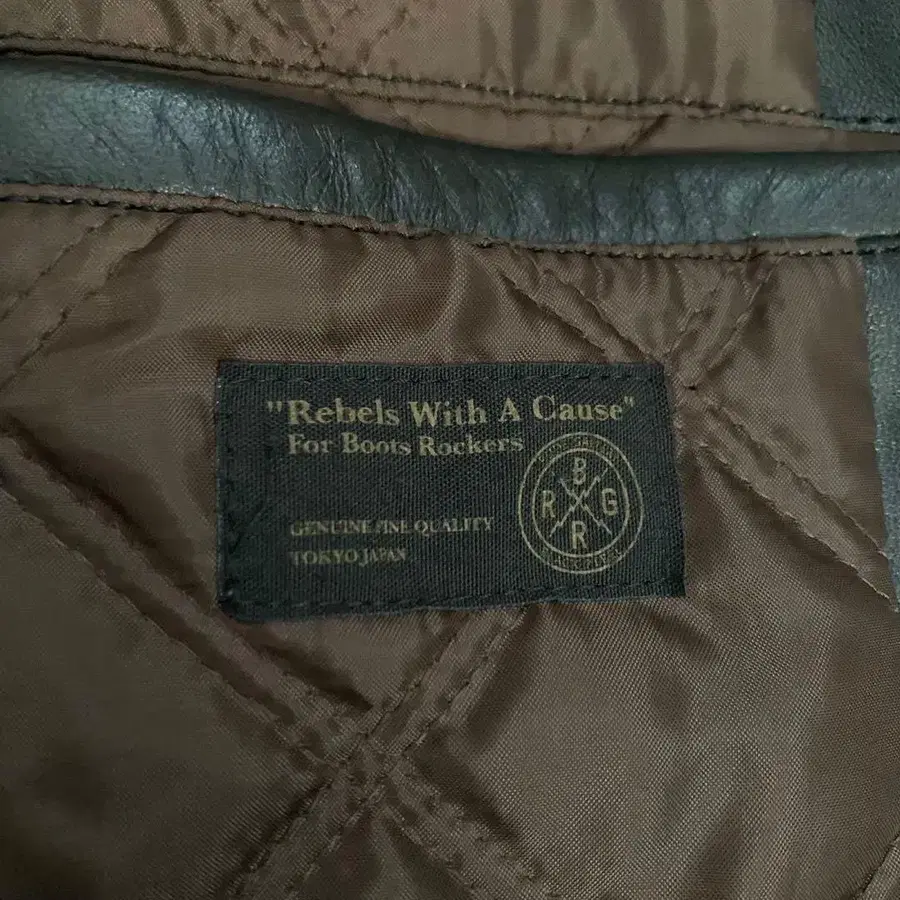 "Rebels With A Cause"
For Boots Rockers
GENUINE FINE QUALITY
TOKYO JAPAN
B
R G
R